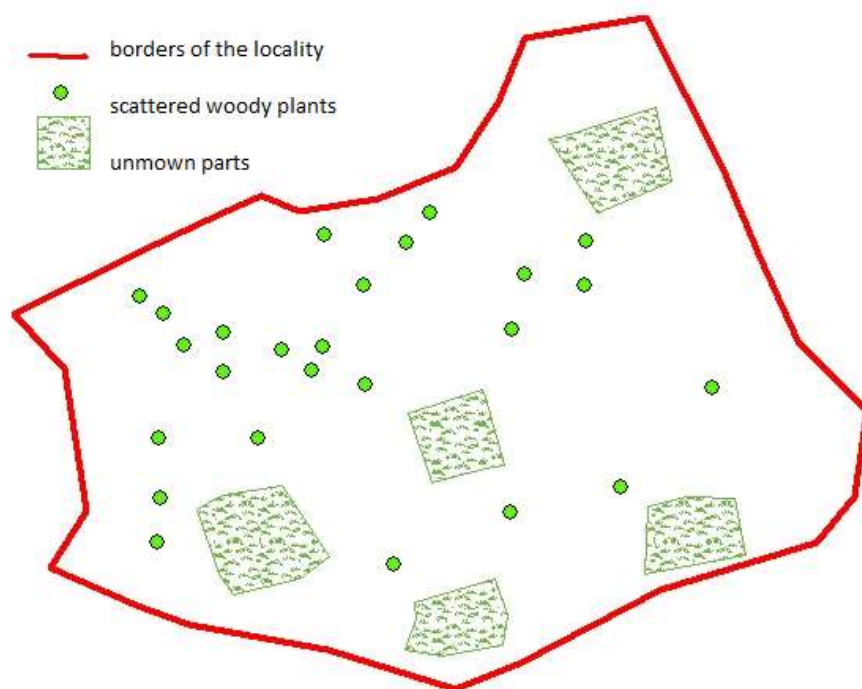 borders of the locality
scattered woody plants
unmown parts